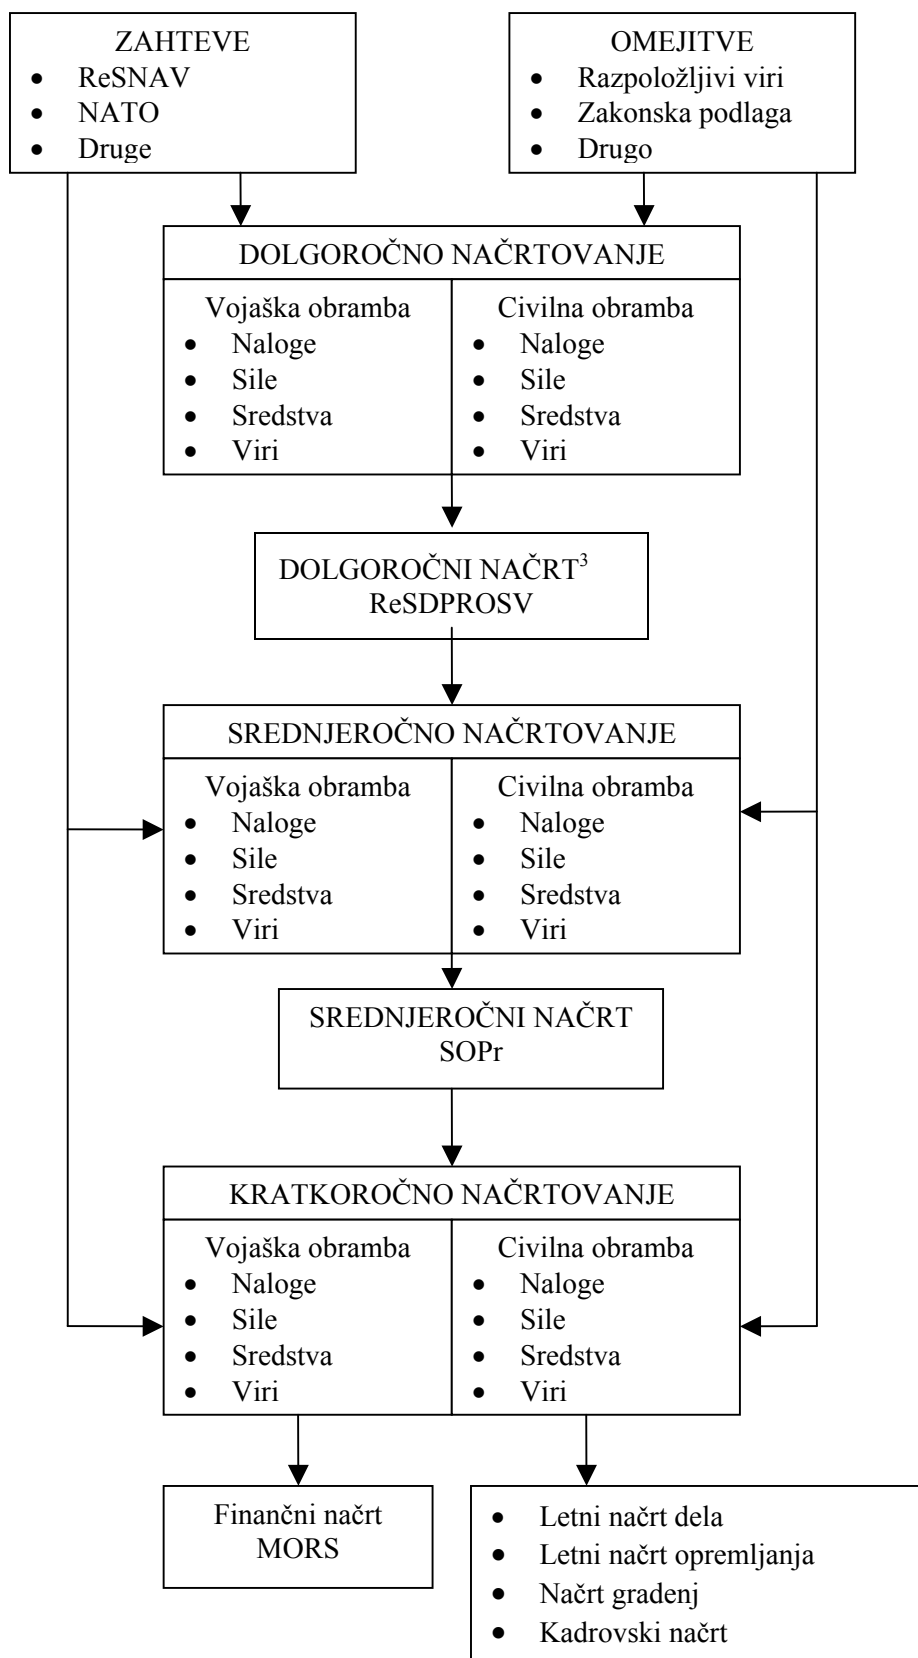 ZAHTEVE
• ReSNAV
• NATO
• Druge
OMEJITVE
• Razpoložljivi viri
• Zakonska podlaga
• Drugo
DOLGOROČNO NAČRTOVANJE
Vojaška obramba
• Naloge
• Sile
• Sredstva
• Viri
Civilna obramba
• Naloge
• Sile
• Sredstva
• Viri
DOLGOROČNI NAČRT³
ReSDPROSV
SREDNJEROČNO NAČRTOVANJE
Vojaška obramba
• Naloge
• Sile
• Sredstva
• Viri
Civilna obramba
• Naloge
• Sile
• Sredstva
• Viri
SREDNJEROČNI NAČRT
SOPr
KRATKOROČNO NAČRTOVANJE
Vojaška obramba
• Naloge
• Sile
• Sredstva
• Viri
Civilna obramba
• Naloge
• Sile
• Sredstva
• Viri
Finančni načrt
MORS
• Letni načrt dela
• Letni načrt opremljanja
• Načrt gradenj
• Kadrovski načrt